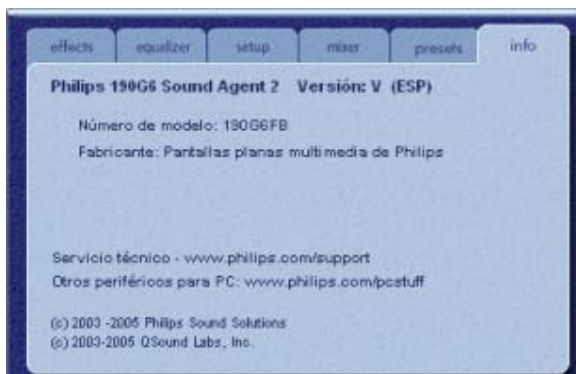 effects equalizer setup mixer presets info
Philips 190G6 Sound Agent 2 Versión: V (ESP)
Número de modelo: 190G6FB
Fabricante: Pantallas planas multimedia de Philips
Servicio técnico - www.philips.com/support
Otros periféricos para PC: www.philips.com/pcstuff
(c) 2003 -2005 Philips Sound Solutions
(c) 2003-2005 QSound Labs, Inc.